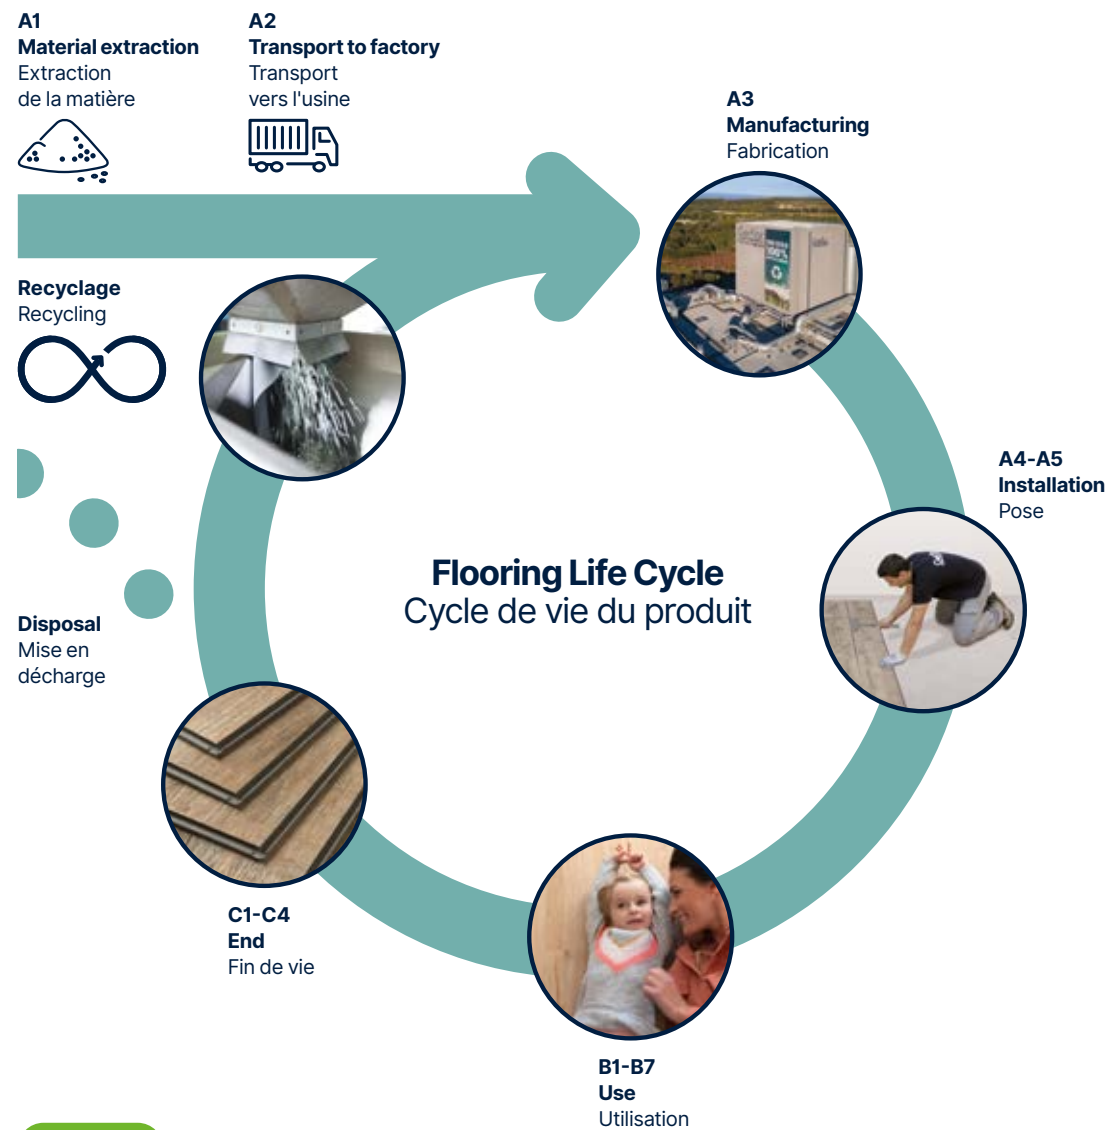 A1
Material extraction
Extraction
de la matière
A2
Transport to factory
Transport
vers l'usine
A3
Manufacturing
Fabrication
100%
Recyclage
Recycling
A4-A5
Installation
Pose
Flooring Life Cycle
Cycle de vie du produit
Disposal
Mise en
décharge
C1-C4
End
Fin de vie
B1-B7
Use
Utilisation